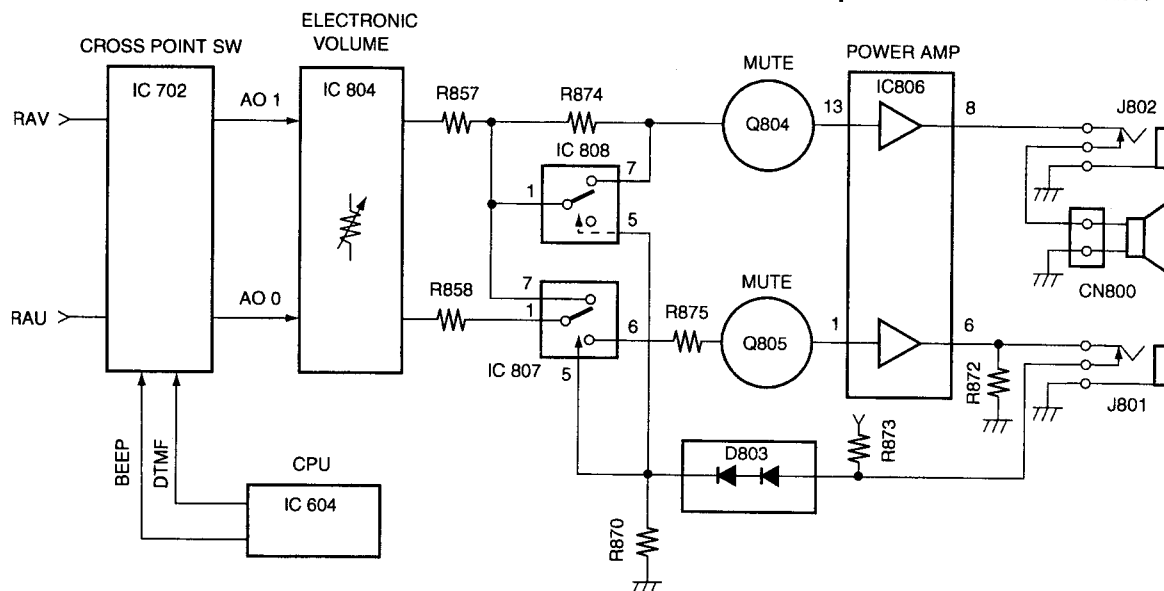 ELECTRONIC
VOLUME
CROSS POINT SW
POWER AMP
IC 702
IC 804
MUTE
IC806
RAV
AO 1
R857
R874
Q804
13
8
J802
IC 808
7
1
5
RAU
AO 0
R858
7
1
6
IC 807
5
R875
MUTE
Q805
1
6
CN800
R872
J801
BEEP
DTMF
CPU
IC 604
D803
R873
R870